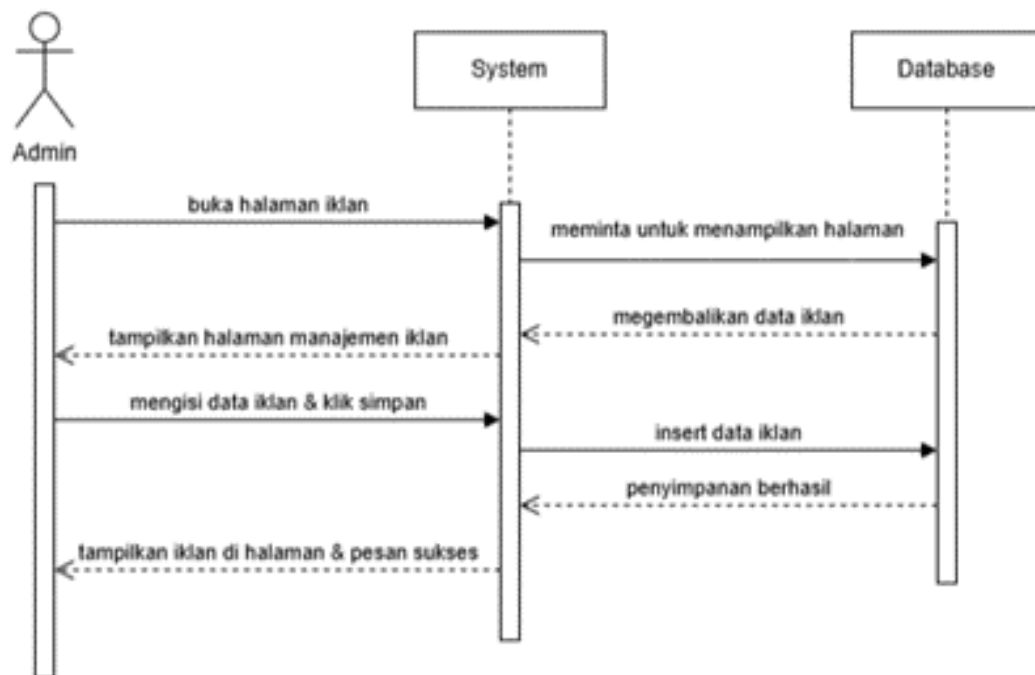 System
Database
Admin
buka halaman iklan
meminta untuk menampilkan halaman
megembalikan data iklan
tampilkan halaman manajemen iklan
mengisi data iklan & klik simpan
insert data iklan
penyimpanan berhasil
tampilkan iklan di halaman & pesan sukses